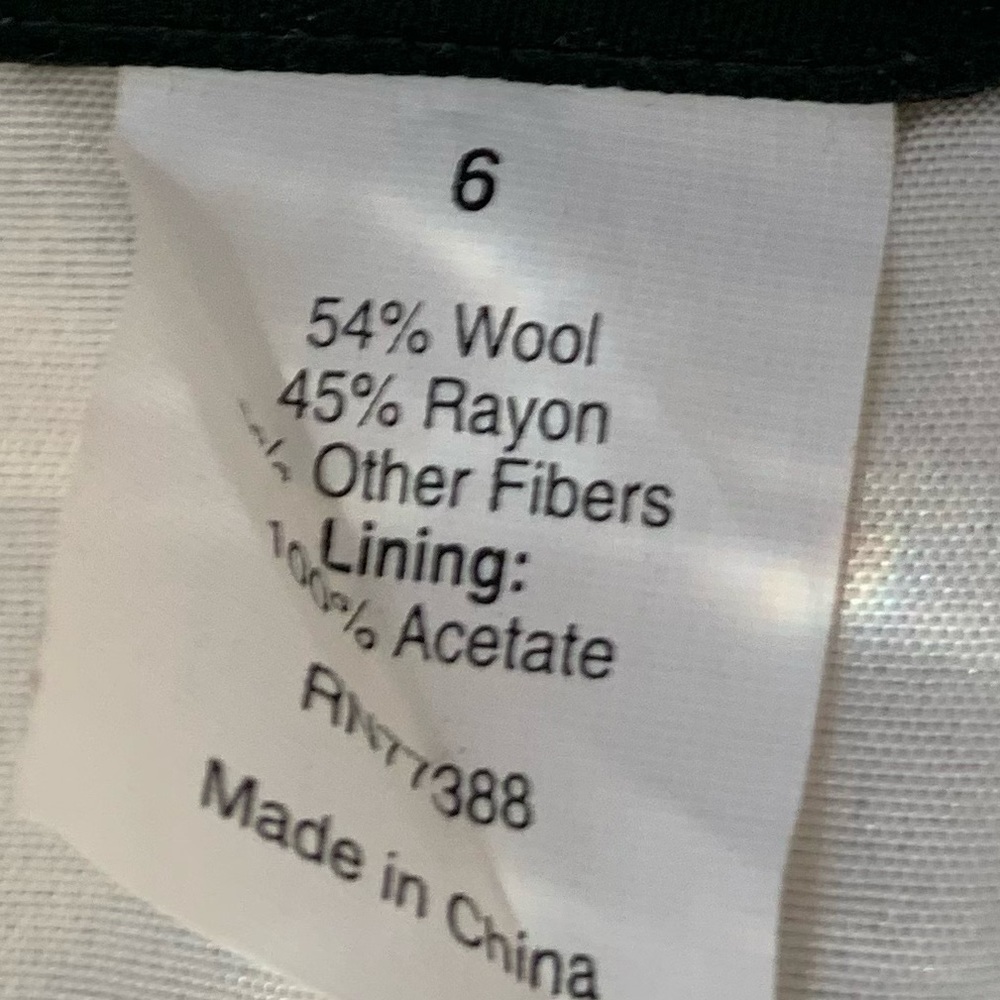 6
54% Wool
45% Rayon
% Other Fibers
Lining:
100% Acetate
RN77388
Made in China